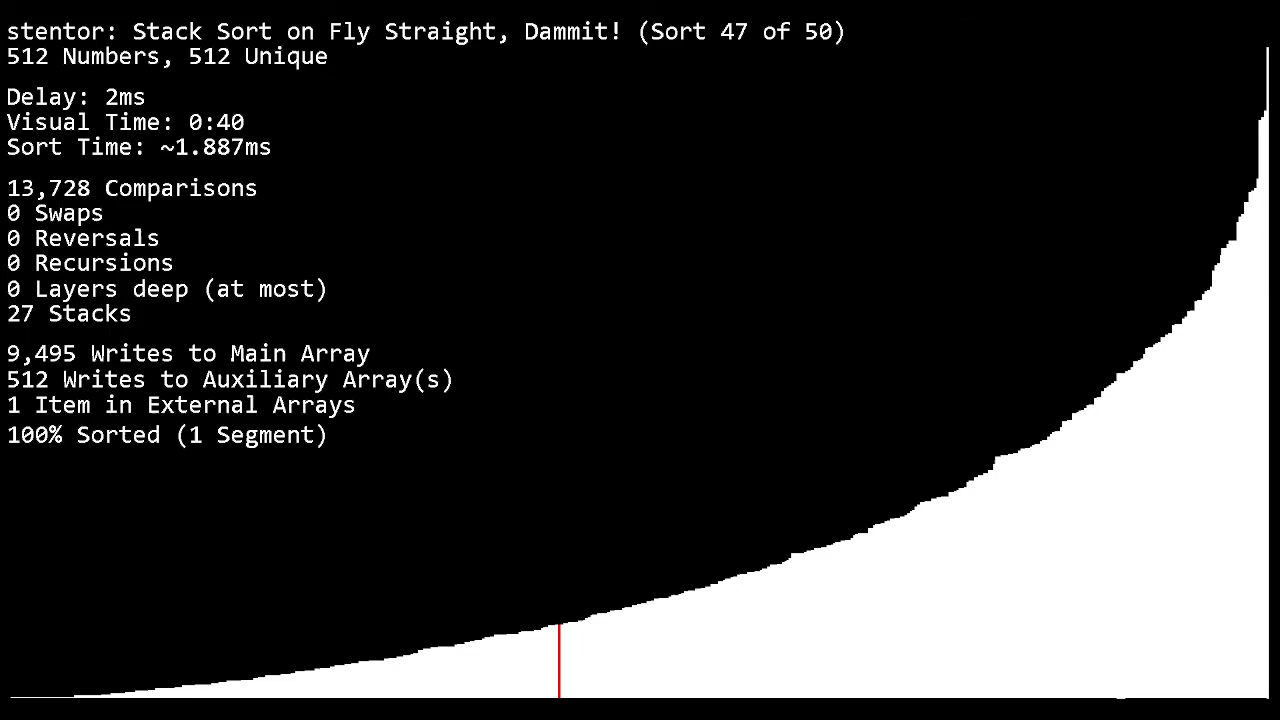 stentor: Stack Sort on Fly Straight, Dammit! (Sort 47 of 50)
512 Numbers, 512 Unique
Delay: 2ms
Visual Time: 0:40
Sort Time: ~1.887ms
13,728 Comparisons
0 Swaps
0 Reversals
0 Recursions
0 Layers deep (at most)
27 Stacks
9,495 Writes to Main Array
512 Writes to Auxiliary Array(s)
1 Item in External Arrays
100% Sorted (1 Segment)